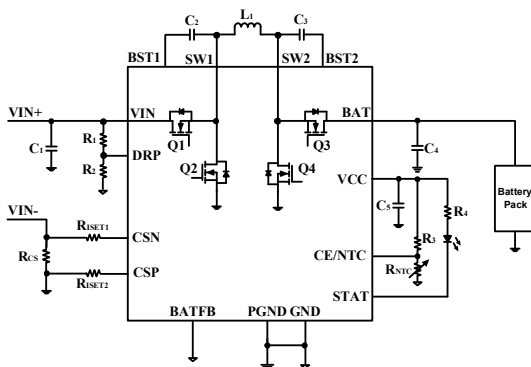 C2 L1 C3
BST1 SW1 SW2 BST2
VIN+ VIN BAT
Q1 Q3
C1 R1 DRP R2 Q2 Q4 C4
VCC
VIN- C5 R4 Battery Pack
RISET1 CSN R3
RCS CE/NTC
RISET2 CSP RNTC
STAT
BATFB PGND GND